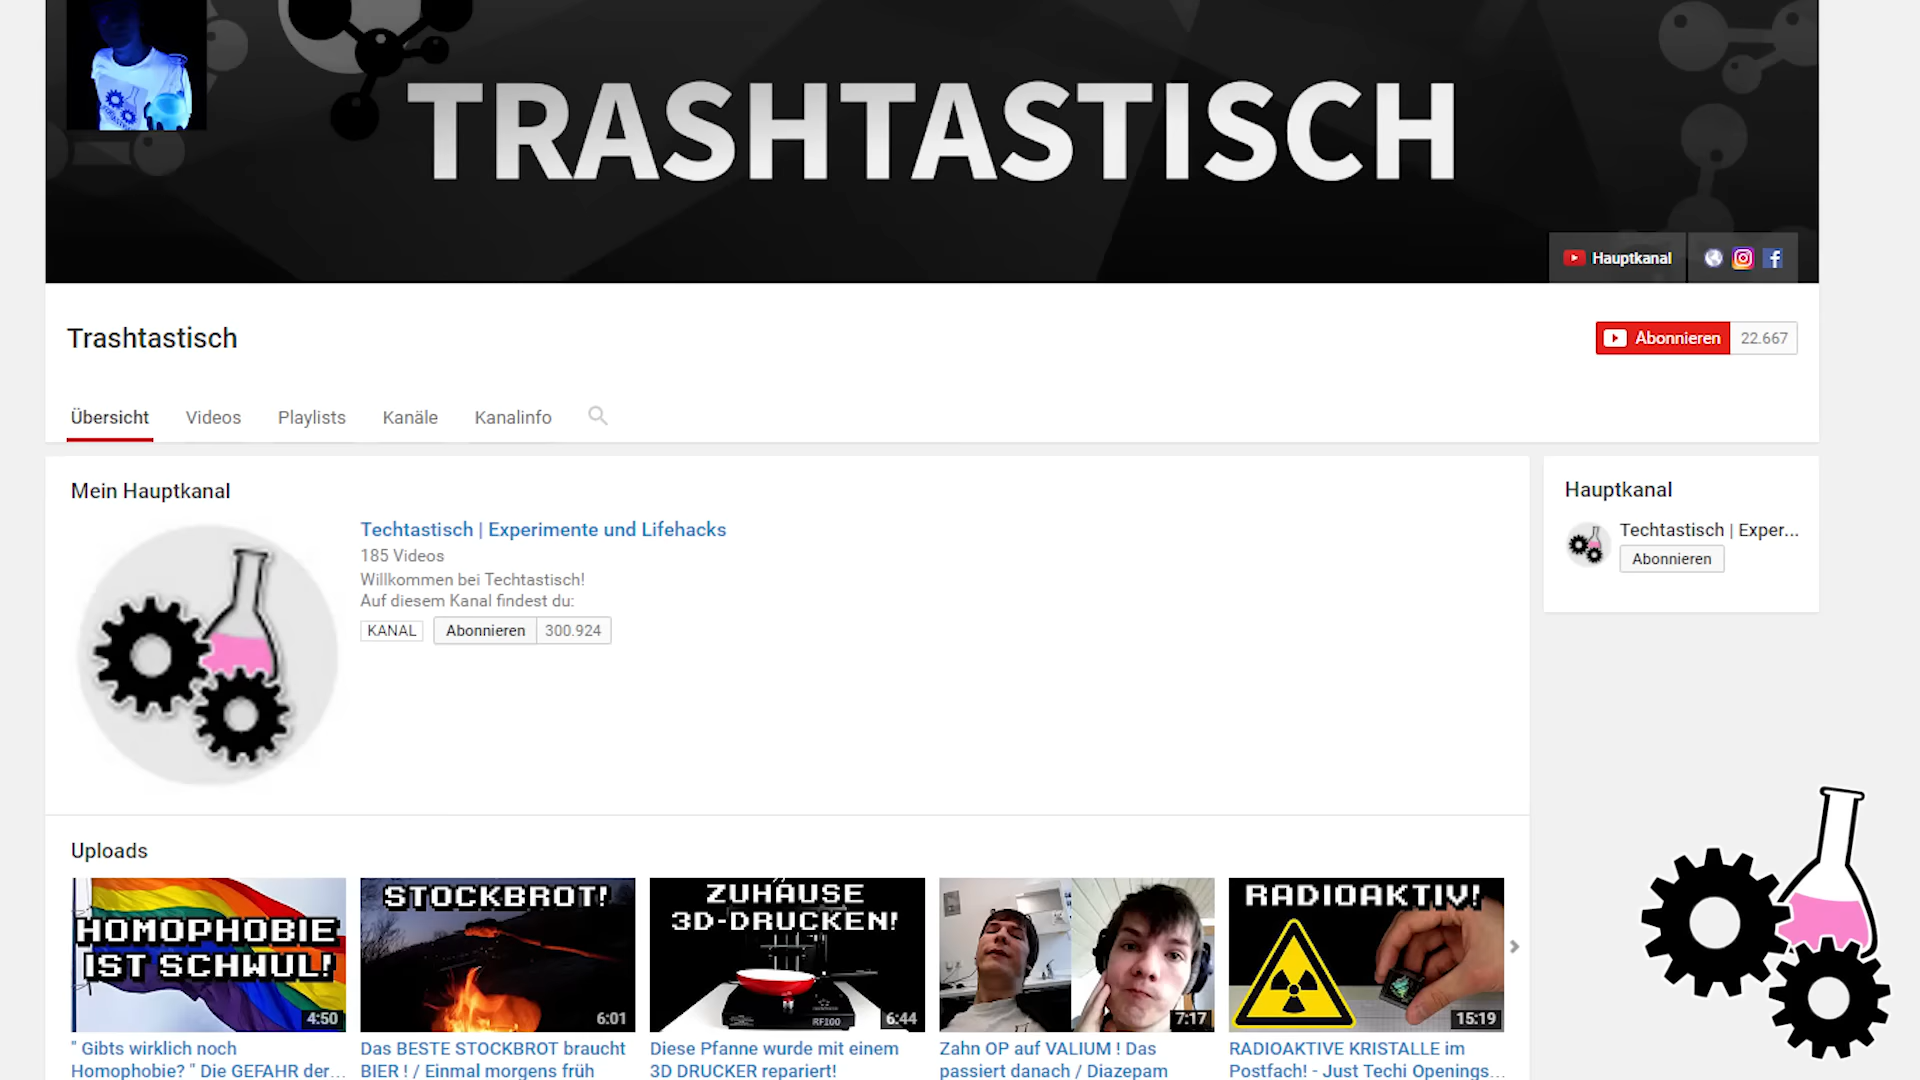 TRASHTASTISCH
Hauptkanal
Trashtastisch
Abonnieren 22.667
Übersicht Videos Playlists Kanäle Kanalinfo
Mein Hauptkanal
Techtastisch | Experimente und Lifehacks
185 Videos
Willkommen bei Techtastisch!
Auf diesem Kanal findest du:
KANAL Abonnieren 300.924
Hauptkanal
Techtastisch | Exper...
Abonnieren
Uploads
HOMOPHOBIE
IST SCHWUL!
4:50
" Gibts wirklich noch
Homophobie? " Die GEFAHR der...
STOCKBROT!
6:01
Das BESTE STOCKBROT braucht
BIER ! / Einmal morgens früh
ZUHAUSE
3D-DRUCKEN!
RF100
6:44
Diese Pfanne wurde mit einem
3D DRUCKER repariert!
7:17
Zahn OP auf VALIUM ! Das
passiert danach / Diazepam
RADIOAKTIV!
15:19
RADIOAKTIVE KRISTALLE im
Postfach! - Just Techi Openings...